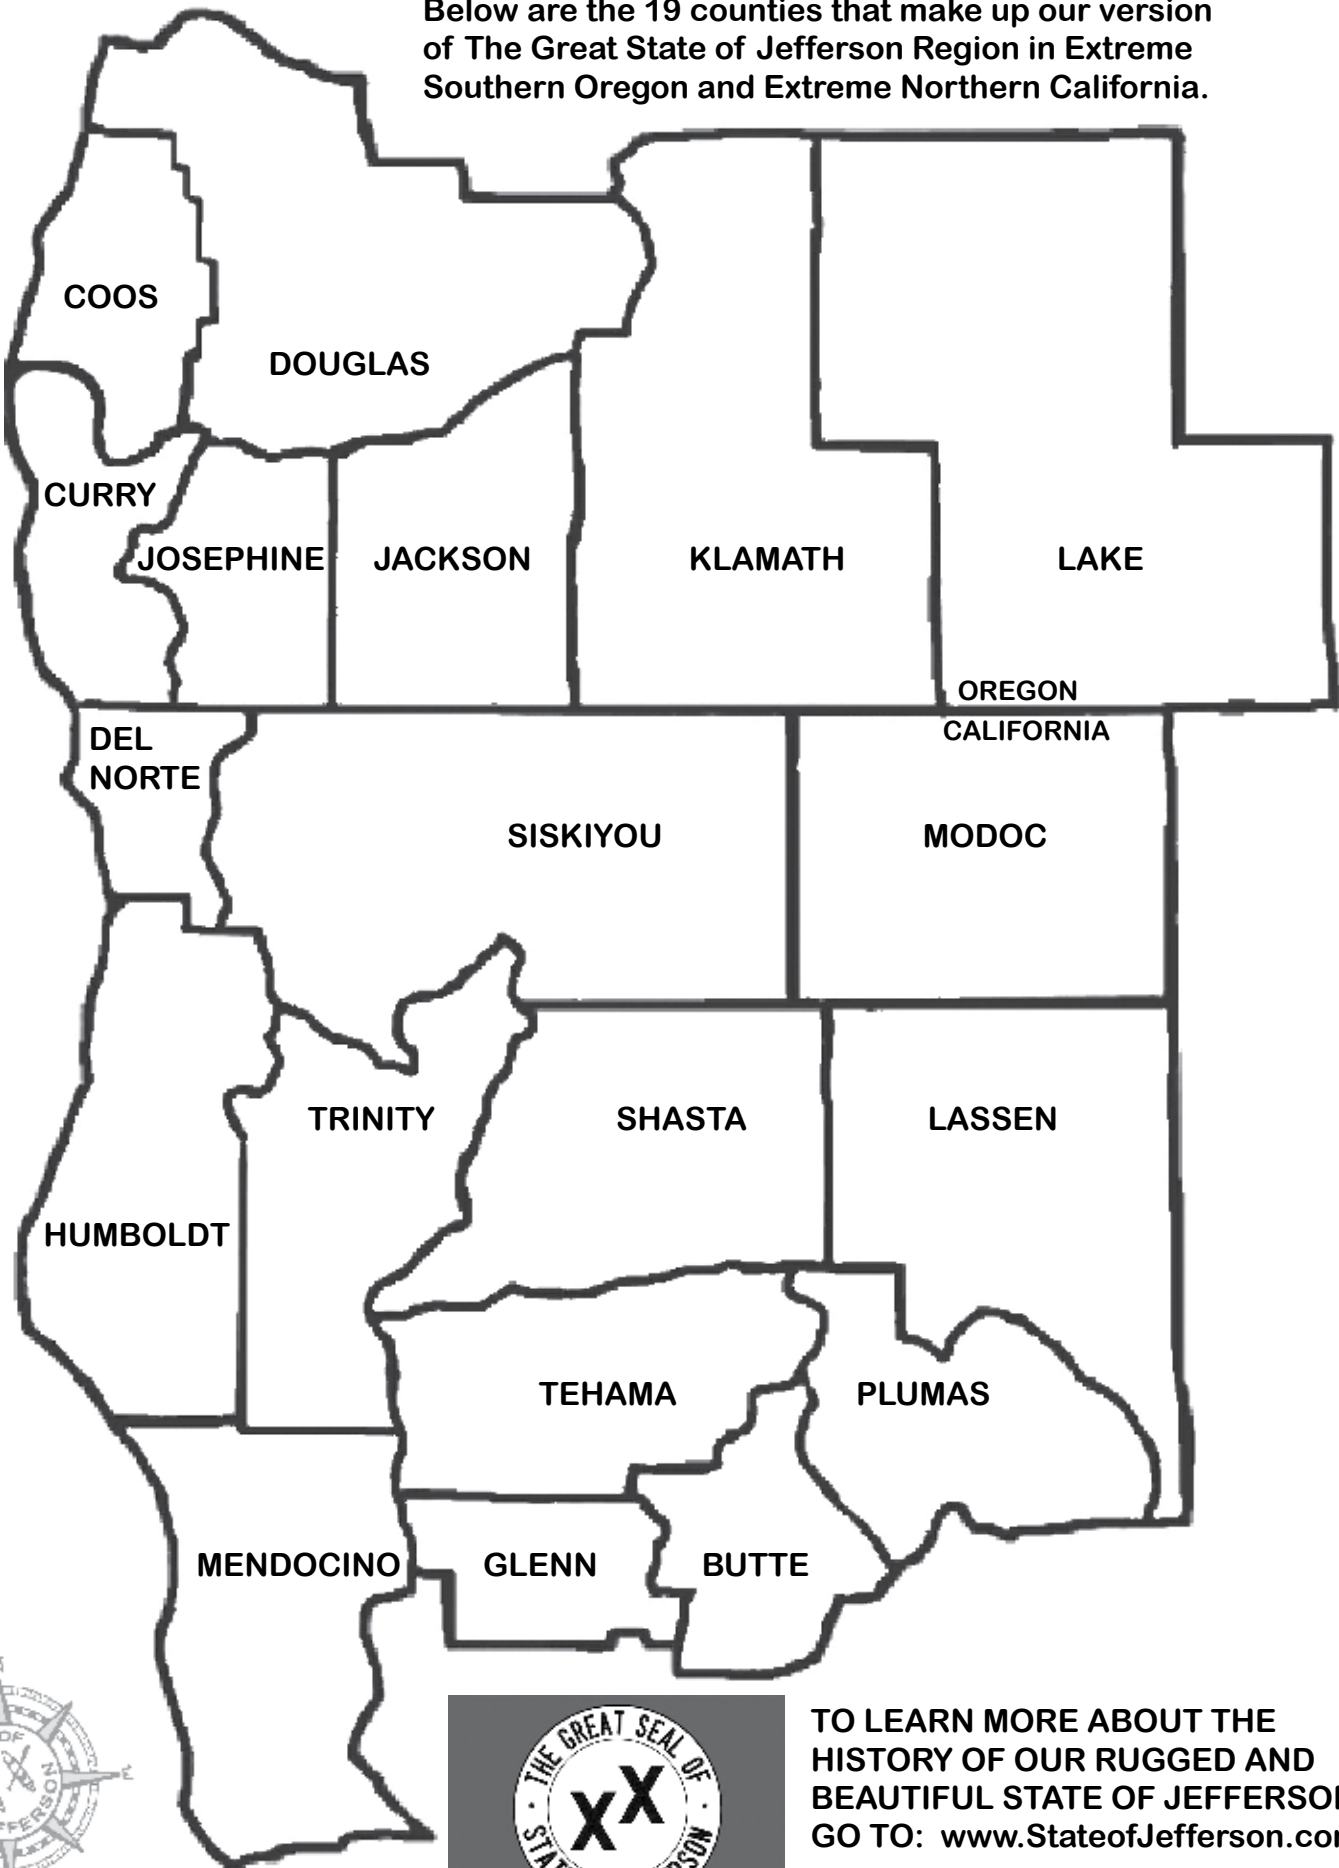 Below are the 19 counties that make up our version
of The Great State of Jefferson Region in Extreme
Southern Oregon and Extreme Northern California.
COOS
DOUGLAS
CURRY
JOSEPHINE
JACKSON
KLAMATH
LAKE
OREGON
CALIFORNIA
DEL
NORTE
SISKIYOU
MODOC
TRINITY
SHASTA
LASSEN
HUMBOLDT
TEHAMA
PLUMAS
MENDOCINO
GLENN
BUTTE
THE GREAT SEAL OF
XX
TO LEARN MORE ABOUT THE
HISTORY OF OUR RUGGED AND
BEAUTIFUL STATE OF JEFFERSON
GO TO: www.StateofJefferson.com